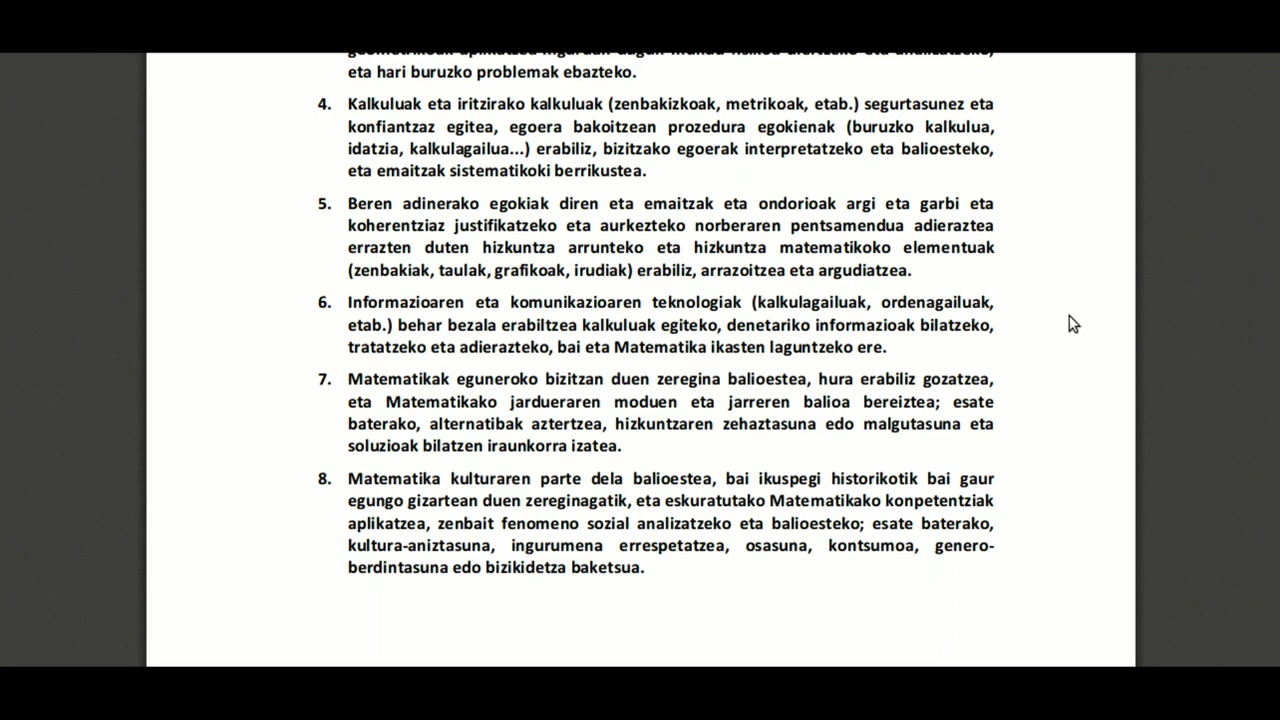 eta hari buruzko problemak ebazteko.
4. Kalkuluak eta iritzirako kalkuluak (zenbakizkoak, metrikoak, etab.) segurtasunez eta
konfiantzaz egitea, egoera bakoitzean prozedura egokienak (buruzko kalkulua,
idatzia, kalkulagailua...) erabiliz, bizitzako egoerak interpretatzeko eta balioesteko,
eta emaitzak sistematikoki berrikustea.
5. Beren adinerako egokiak diren eta emaitzak eta ondorioak argi eta garbi eta
koherentziaz justifikatzeko eta aurkezteko norberaren pentsamendua adieraztea
errazten duten hizkuntza arrunteko eta hizkuntza matematikoko elementuak
(zenbakiak, taulak, grafikoak, irudiak) erabiliz, arrazoitzea eta argudiatzea.
6. Informazioaren eta komunikazioaren teknologiak (kalkulagailuak, ordenagailuak,
etab.) behar bezala erabiltzea kalkuluak egiteko, denetariko informazioak bilatzeko,
tratatzeko eta adierazteko, bai eta Matematika ikasten laguntzeko ere.
7. Matematikak eguneroko bizitzan duen zeregina balioestea, hura erabiliz gozatzea,
eta Matematikako jardueraren moduen eta jarreren balioa bereiztea; esate
baterako, alternatibak aztertzea, hizkuntzaren zehaztasuna edo malgutasuna eta
soluzioak bilatzen iraunkorra izatea.
8. Matematika kulturaren parte dela balioestea, bai ikuspegi historikotik bai gaur
egungo gizartean duen zereginagatik, eta eskuratutako Matematikako konpetentziak
aplikatzea, zenbait fenomeno sozial analizatzeko eta balioesteko; esate baterako,
kultura-aniztasuna, ingurumena errespetatzea, osasuna, kontsumoa, genero-
berdintasuna edo bizikidetza baketsua.